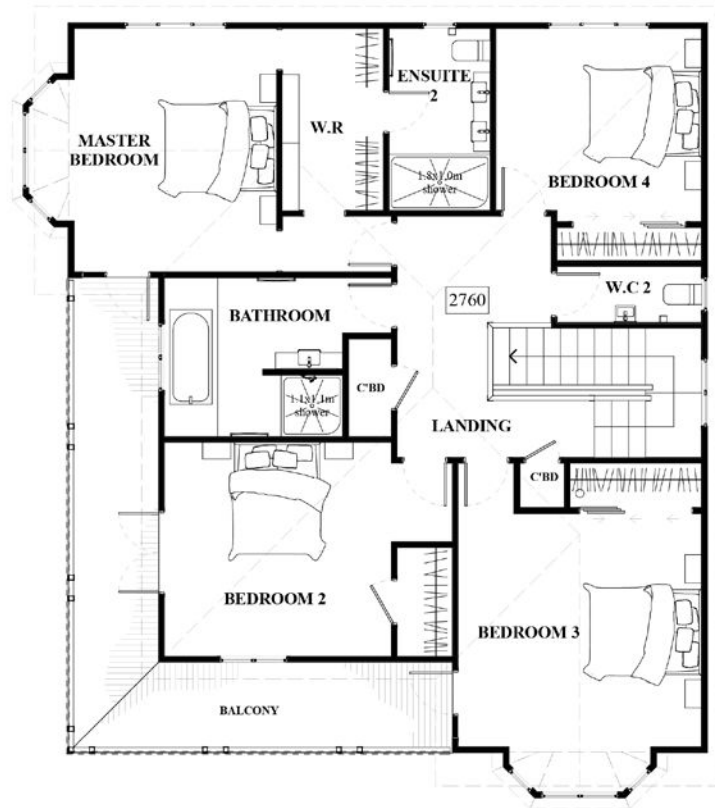 ENSUITE
2
W.R
MASTER
BEDROOM
1.8x1.0m
shower
BEDROOM 4
W.C 2
2760
BATHROOM
C'BD
1.1x1.1m
shower
LANDING
C'BD
BEDROOM 2
BEDROOM 3
BALCONY